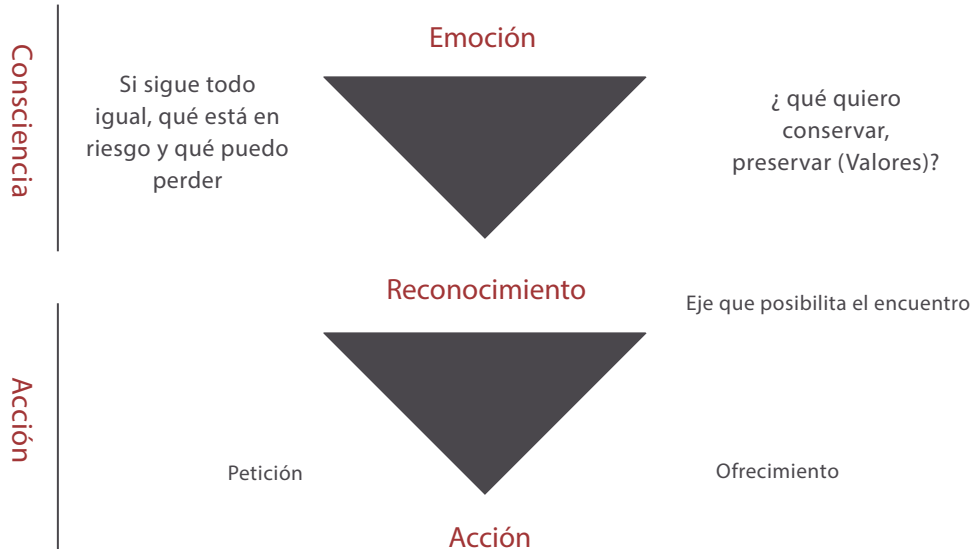 Consciencia
Emoción
Si sigue todo
igual, qué está en
riesgo y qué puedo
perder
¿ qué quiero
conservar,
preservar (Valores)?
Reconocimiento
Eje que posibilita el encuentro
Acción
Petición
Ofrecimiento
Acción